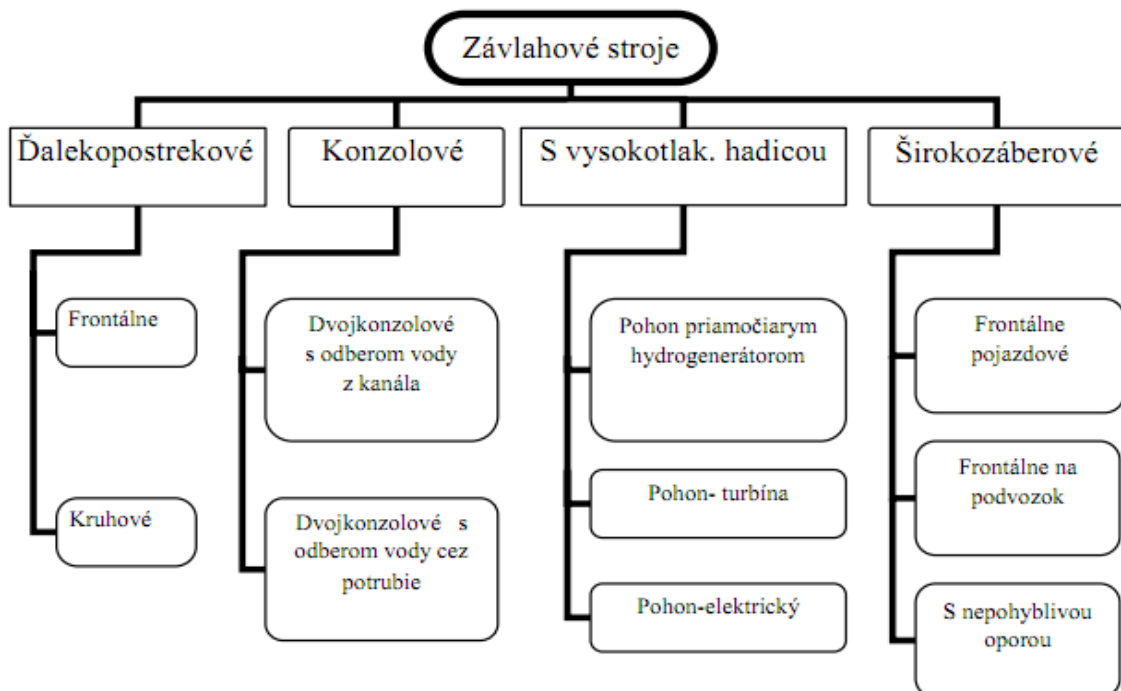 Závlahové stroje
Ďalekopostrekové
Konzolové
S vysokotlak. hadicou
Širokozáberové
Frontálne
Kruhové
Dvojkonzolové
s odberom vody
z kanála
Dvojkonzolové s
odberom vody cez
potrubie
Pohon priamočiarym
hydrogenerátorom
Pohon- turbína
Pohon-elektrický
Frontálne
pojazdové
Frontálne na
podvozok
S nepohyblivou
oporou